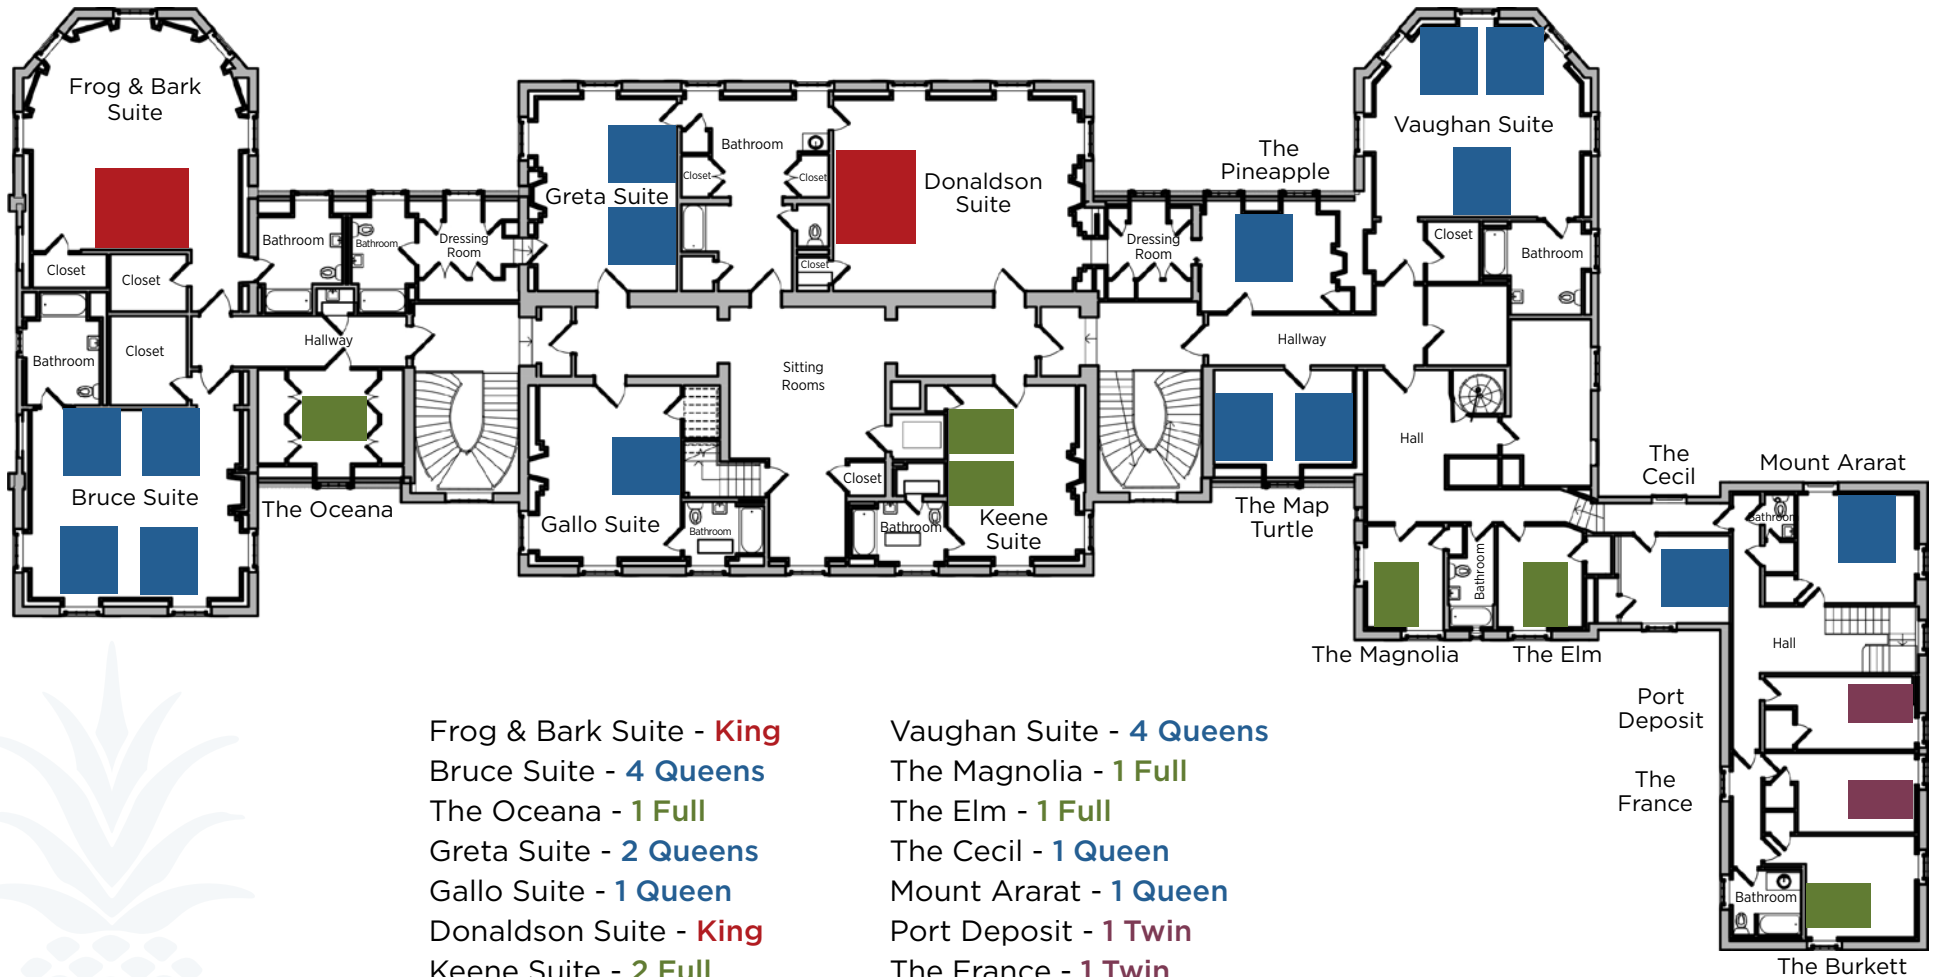 Frog & Bark
Suite
Closet
Closet
Bathroom
Closet
Bruce Suite
Bathroom
Bathroom
Dressing
Room
Hallway
The Oceana
Greta Suite
Closet
Bathroom
Closet
Closet
Donaldson
Suite
Sitting
Rooms
Gallo Suite
Bathroom
Closet
Bathroom
Keene
Suite
Dressing
Room
The
Pineapple
Hallway
The Map
Turtle
Vaughan Suite
Closet
Bathroom
Hall
The Magnolia
Bathroom
The Elm
The
Cecil
Mount Ararat
Bathroom
Hall
Port
Deposit
The
France
Bathroom
The Burkett
Frog & Bark Suite - King
Bruce Suite - 4 Queens
The Oceana - 1 Full
Greta Suite - 2 Queens
Gallo Suite - 1 Queen
Donaldson Suite - King
Keene Suite - 2 Full
Vaughan Suite - 4 Queens
The Magnolia - 1 Full
The Elm - 1 Full
The Cecil - 1 Queen
Mount Ararat - 1 Queen
Port Deposit - 1 Twin
The France - 1 Twin